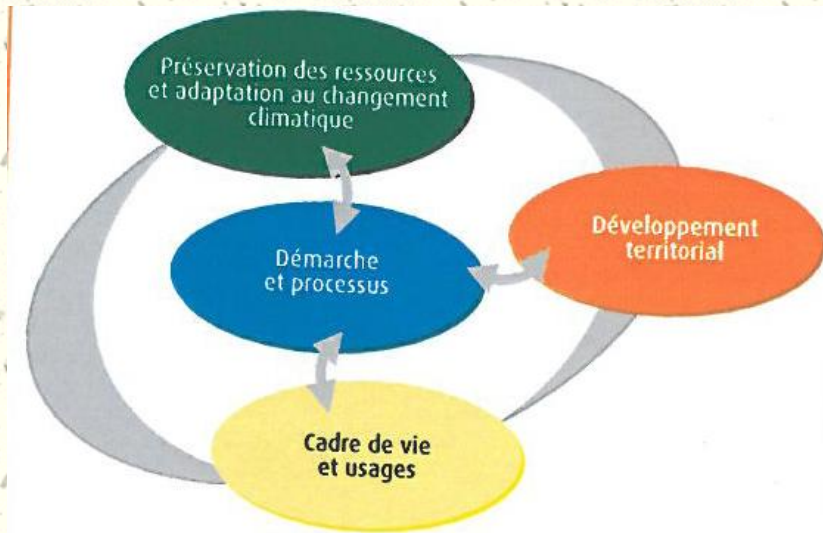 Préservation des ressources
et adaptation au changement
climatique
Démarche
et processus
Développement
territorial
Cadre de vie
et usages